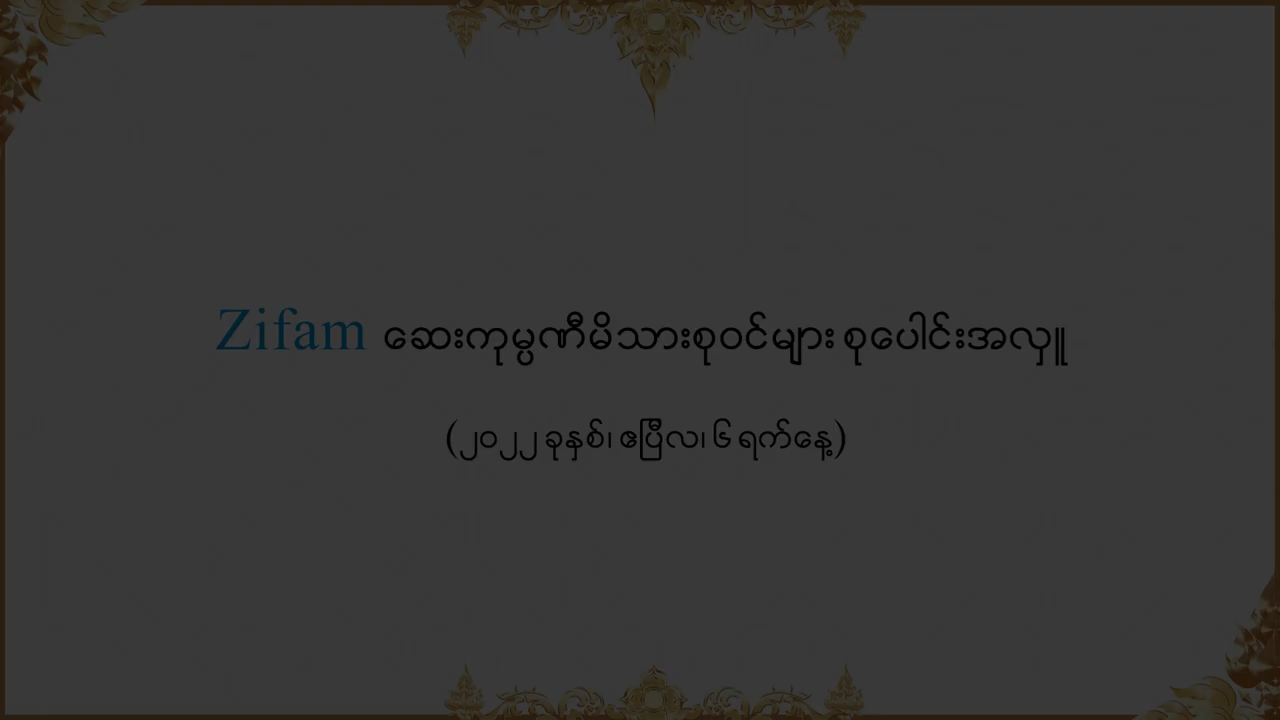 Zifam ဆေးကုမ္ပဏီမိသားစုဝင်များ စုပေါင်းအလှူ
(၂၀၂၂ ခုနှစ်၊ ဧပြီလ၊ ၆ ရက်နေ့)